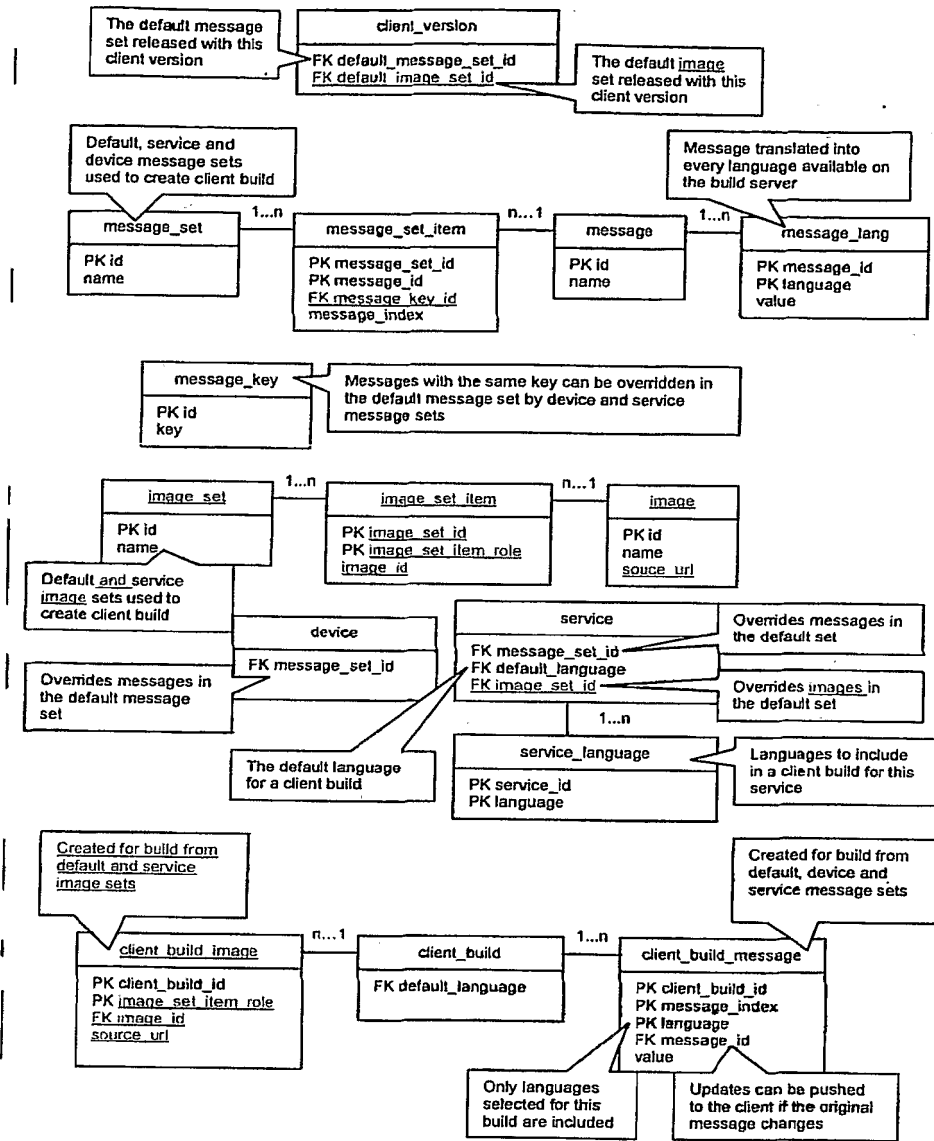 The default message
set released with this
client version
client_version
FK default_message_set_id
FK default_image_set_id
The default image
set released with this
client version
Default, service and
device message sets
used to create client build
Message translated into
every language available on
the build server
message_set
PK id
name
1...n
message_set_item
PK message_set_id
PK message_id
FK message_key_id
message_index
n...1
message
PK id
name
1...n
message_lang
PK message_id
PK language
value
message_key
PK id
key
Messages with the same key can be overridden in
the default message set by device and service
message sets
image_set
PK id
name
1...n
image_set_item
PK image_set_id
PK image_set_item_role
image_id
n...1
image
PK id
name
souce_url
Default and service
image sets used to
create client build
device
FK message_set_id
Overrides messages in
the default message
set
service
FK message_set_id
FK default_language
FK image_set_id
Overrides messages in
the default set
Overrides images in
the default set
1...n
The default language
for a client build
service_language
PK service_id
PK language
Languages to include
in a client build for this
service
Created for build from
default and service
image sets
Created for build from
default, device and
service message sets
client_build_image
PK client_build_id
PK image_set_item_role
FK image_id
source_url
n...1
client_build
FK default_language
1...n
client_build_message
PK client_build_id
PK message_index
PK language
FK message_id
value
Only languages
selected for this
build are included
Updates can be pushed
to the client if the original
message changes